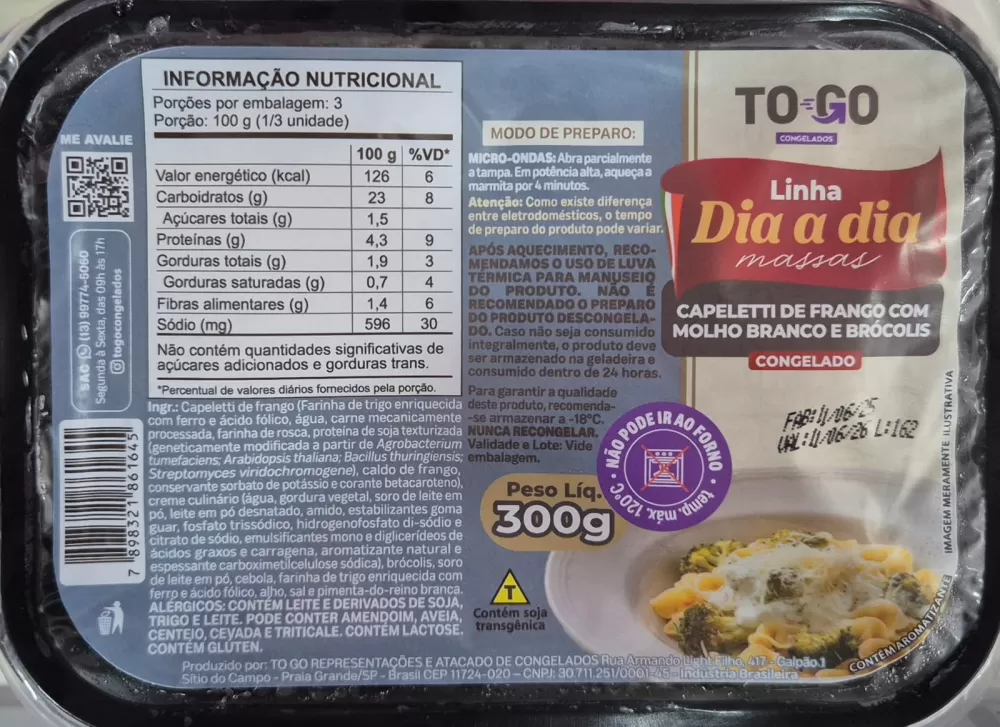 INFORMAÇÃO NUTRICIONAL
Porções por embalagem: 3
Porção: 100 g (1/3 unidade)
100 g %VD*
Valor energético (kcal) 126 6
Carboidratos (g) 23 8
Açúcares totais (g) 1,5
Proteínas (g) 4,3 9
Gorduras totais (g) 1,9 3
Gorduras saturadas (g) 0,7 4
Fibras alimentares (g) 1,4 6
Sódio (mg) 596 30
Não contém quantidades significativas de
açúcares adicionados e gorduras trans.
*Percentual de valores diários fornecidos pela porção.
ME AVALIE
SAC (13) 99774-6060
Segunda à Sexta, das 09h às 17h
togocongelados
7 898321 861645
Ingr.: Capeletti de frango (Farinha de trigo enriquecida
com ferro e ácido fólico, água, carne mecanicamente
processada, farinha de rosca, proteína de soja texturizada
(geneticamente modificada a partir de Agrobacterium
tumefaciens; Arabidopsis thaliana; Bacillus thuringiensis;
Streptomyces viridochromogene), caldo de frango,
conservante sorbato de potássio e corante betacaroteno),
creme culinário (água, gordura vegetal, soro de leite em
pó, leite em pó desnatado, amido, estabilizantes goma
guar, fosfato trissódico, hidrogenofosfato di-sódio e
citrato de sódio, emulsificantes mono e diglicerídeos de
ácidos graxos e carragena, aromatizante natural e
espessante carboximetilcelulose sódica), brócolis, soro
de leite em pó, cebola, farinha de trigo enriquecida com
ferro e ácido fólico, alho, sal e pimenta-do-reino branca.
ALÉRGICOS: CONTÉM LEITE E DERIVADOS DE SOJA,
TRIGO E LEITE. PODE CONTER AMENDOIM, AVEIA,
CENTEIO, CEVADA E TRITICALE. CONTÉM LACTOSE.
CONTÉM GLÚTEN.
MODO DE PREPARO:
MICRO-ONDAS: Abra parcialmente
a tampa. Em potência alta, aqueça a
marmita por 4 minutos.
Atenção: Como existe diferença
entre eletrodomésticos, o tempo
de preparo do produto pode variar.
APÓS AQUECIMENTO, RECO-
MENDAMOS O USO DE LUVA
TÉRMICA PARA MANUSEIO
DO PRODUTO. NÃO É
RECOMENDADO O PREPARO
DO PRODUTO DESCONGELA-
DO. Caso não seja consumido
integralmente, o produto deve
ser armazenado na geladeira e
consumido dentro de 24 horas.
Para garantir a qualidade
deste produto, recomenda-
-se armazenar a -18ºC.
NUNCA RECONGELAR.
Validade e Lote: Vide
embalagem.
NÃO PODE IR AO FORNO
temp. máx. 120°C
Peso Líq.
300g
T
Contém soja
transgênica
TO GO
CONGELADOS
Linha
Dia a dia
massas
CAPELETTI DE FRANGO COM
MOLHO BRANCO E BRÓCOLIS
CONGELADO
FAB:11/06/25
VAL:11/06/26 L:162
IMAGEM MERAMENTE ILUSTRATIVA
CONTÉM AROMATIZANTE
Produzido por: TO GO REPRESENTAÇÕES E ATACADO DE CONGELADOS Rua Armando Light Filho, 417 - Galpão.1
Sítio do Campo - Praia Grande/SP - Brasil CEP 11724-020 – CNPJ: 30.711.251/0001-45 - Indústria Brasileira